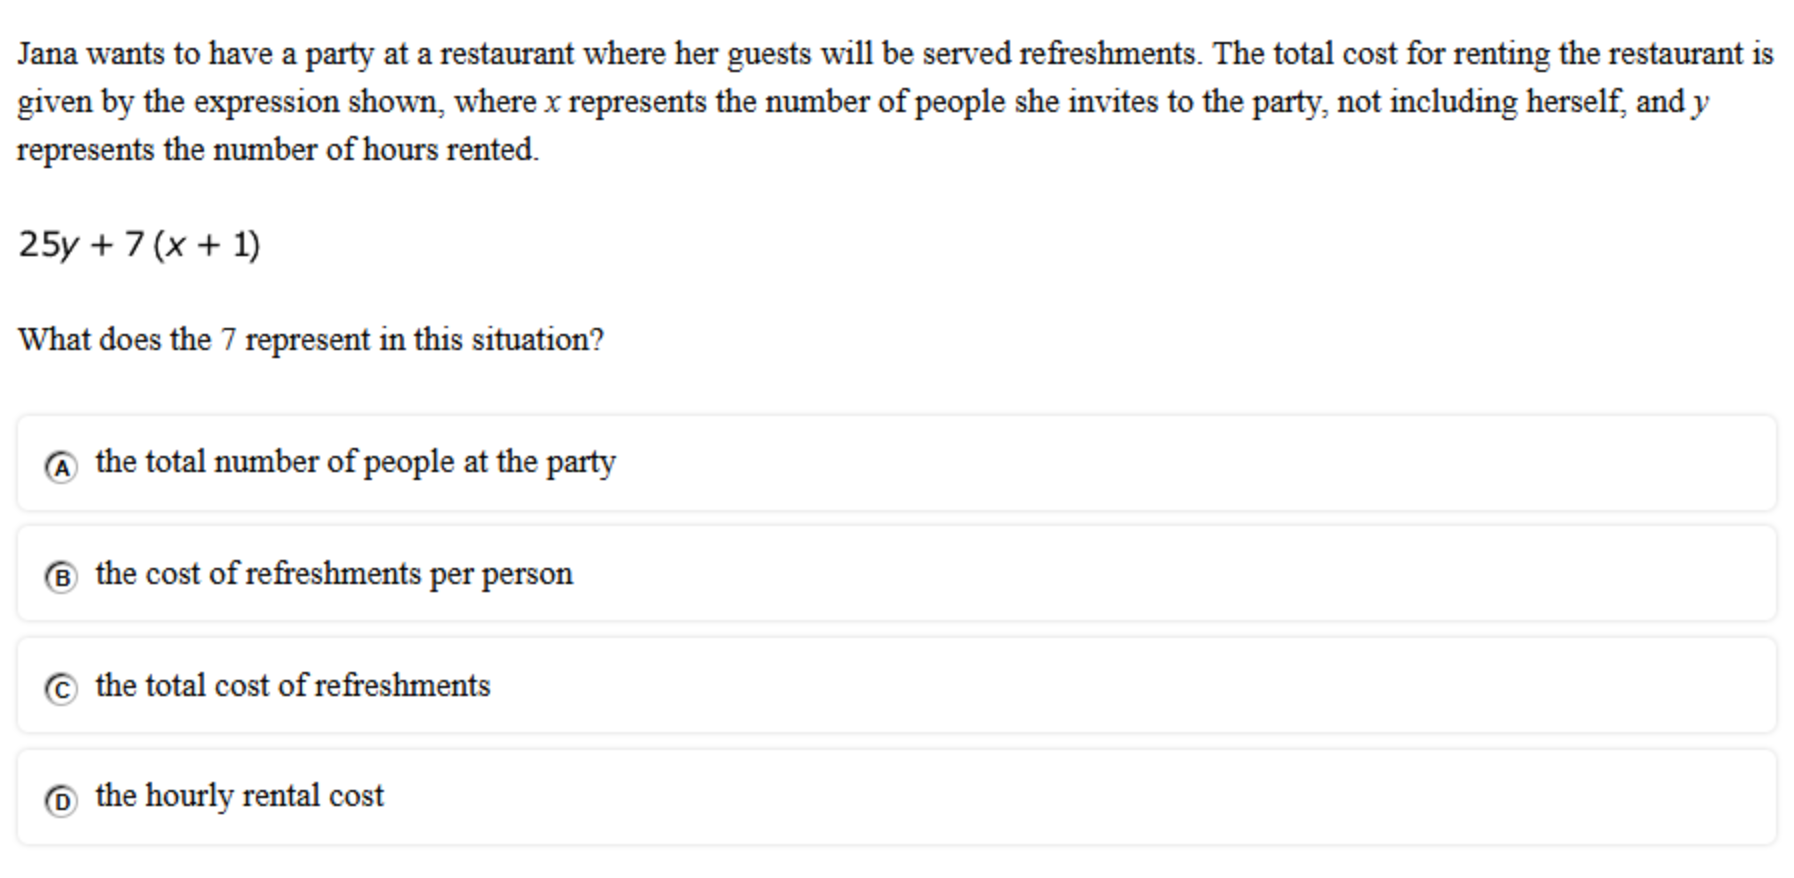 Jana wants to have a party at a restaurant where her guests will be served refreshments. The total cost for renting the restaurant is
given by the expression shown, where x represents the number of people she invites to the party, not including herself, and y
represents the number of hours rented.
25y + 7 (x + 1)
What does the 7 represent in this situation?
A the total number of people at the party
B the cost of refreshments per person
C the total cost of refreshments
D the hourly rental cost